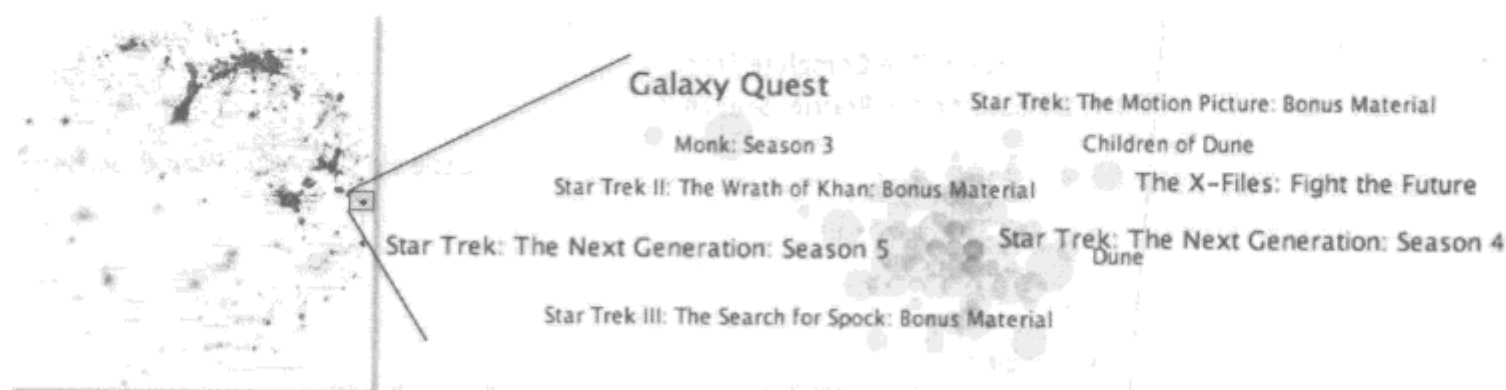 Galaxy Quest
Star Trek: The Motion Picture: Bonus Material
Monk: Season 3
Children of Dune
Star Trek II: The Wrath of Khan: Bonus Material
The X-Files: Fight the Future
Star Trek: The Next Generation: Season 5
Star Trek: The Next Generation: Season 4
Dune
Star Trek III: The Search for Spock: Bonus Material